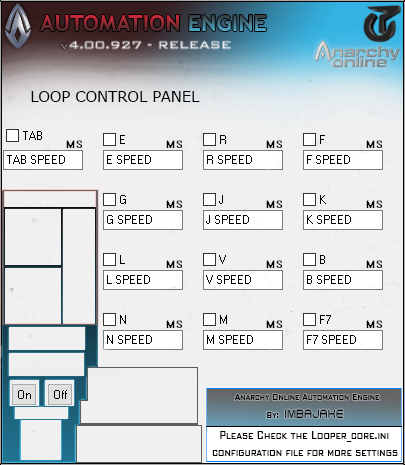 AUTOMATION ENGINE
v4.00.927 - RELEASE
Anarchy
online
LOOP CONTROL PANEL
TAB MS E MS R MS F MS
TAB SPEED E SPEED R SPEED F SPEED
G MS J MS K MS
G SPEED J SPEED K SPEED
L MS V MS B MS
L SPEED V SPEED B SPEED
N MS M MS F7 MS
N SPEED M SPEED F7 SPEED
On Off
Anarchy Online Automation Engine
By: IMBAJAKE
Please Check the Looper_core.ini
configuration file for more settings